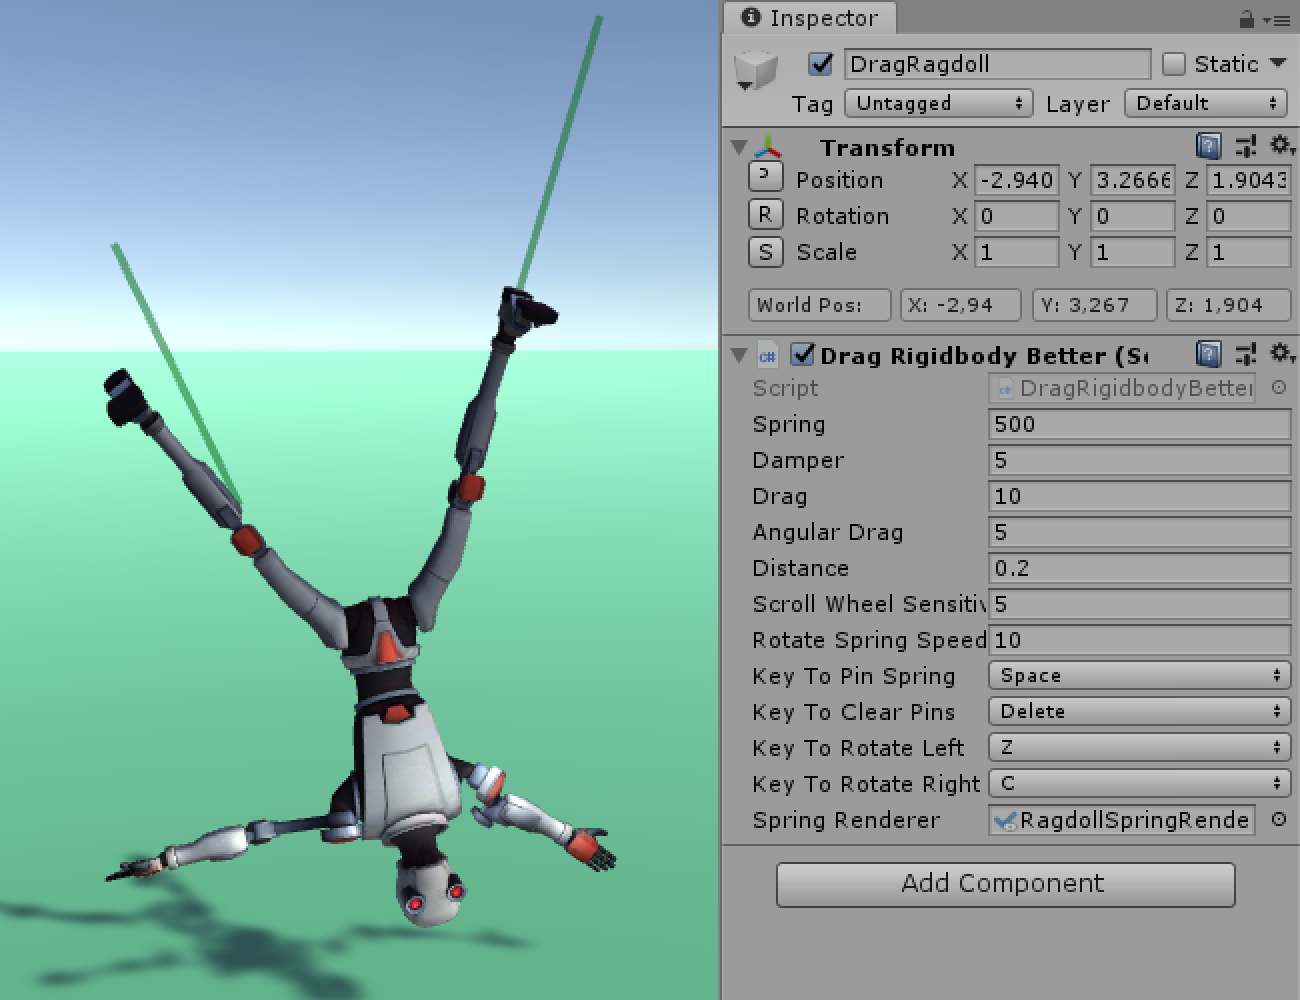 Inspector
DragRagdoll Static
Tag Untagged Layer Default
Transform
P Position X -2.940 Y 3.2666 Z 1.9043
R Rotation X 0 Y 0 Z 0
S Scale X 1 Y 1 Z 1
World Pos: X: -2,94 Y: 3,267 Z: 1,904
c# Drag Rigidbody Better (Sc
Script DragRigidbodyBetter
Spring 500
Damper 5
Drag 10
Angular Drag 5
Distance 0.2
Scroll Wheel Sensitiv 5
Rotate Spring Speed 10
Key To Pin Spring Space
Key To Clear Pins Delete
Key To Rotate Left Z
Key To Rotate Right C
Spring Renderer RagdollSpringRende
Add Component